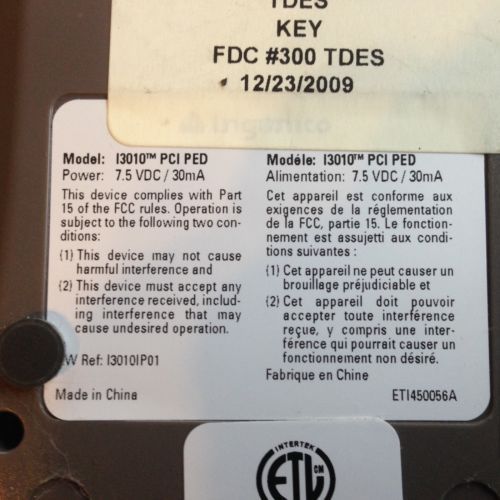 TDES
KEY
FDC #300 TDES
12/23/2009
Ingenico
Model: I3010™ PCI PED
Power: 7.5 VDC / 30mA
This device complies with Part
15 of the FCC rules. Operation is
subject to the following two con-
ditions:
(1) This device may not cause
harmful interference and
(2) This device must accept any
interference received, includ-
ing interference that may
cause undesired operation.
W Ref: I3010IP01
Made in China
Modéle: I3010™ PCI PED
Alimentation: 7.5 VDC / 30mA
Cet appareil est conforme aux
exigences de la réglementation
de la FCC, partie 15. Le fonction-
nement est assujetti aux condi-
tions suivantes :
(1) Cet appareil ne peut causer un
brouillage préjudiciable et
(2) Cet appareil doit pouvoir
accepter toute interférence
reçue, y compris une inter-
férence qui pourrait causer un
fonctionnement non désiré.
Fabrique en Chine
ETI450056A
INTERTEK
ETL CM